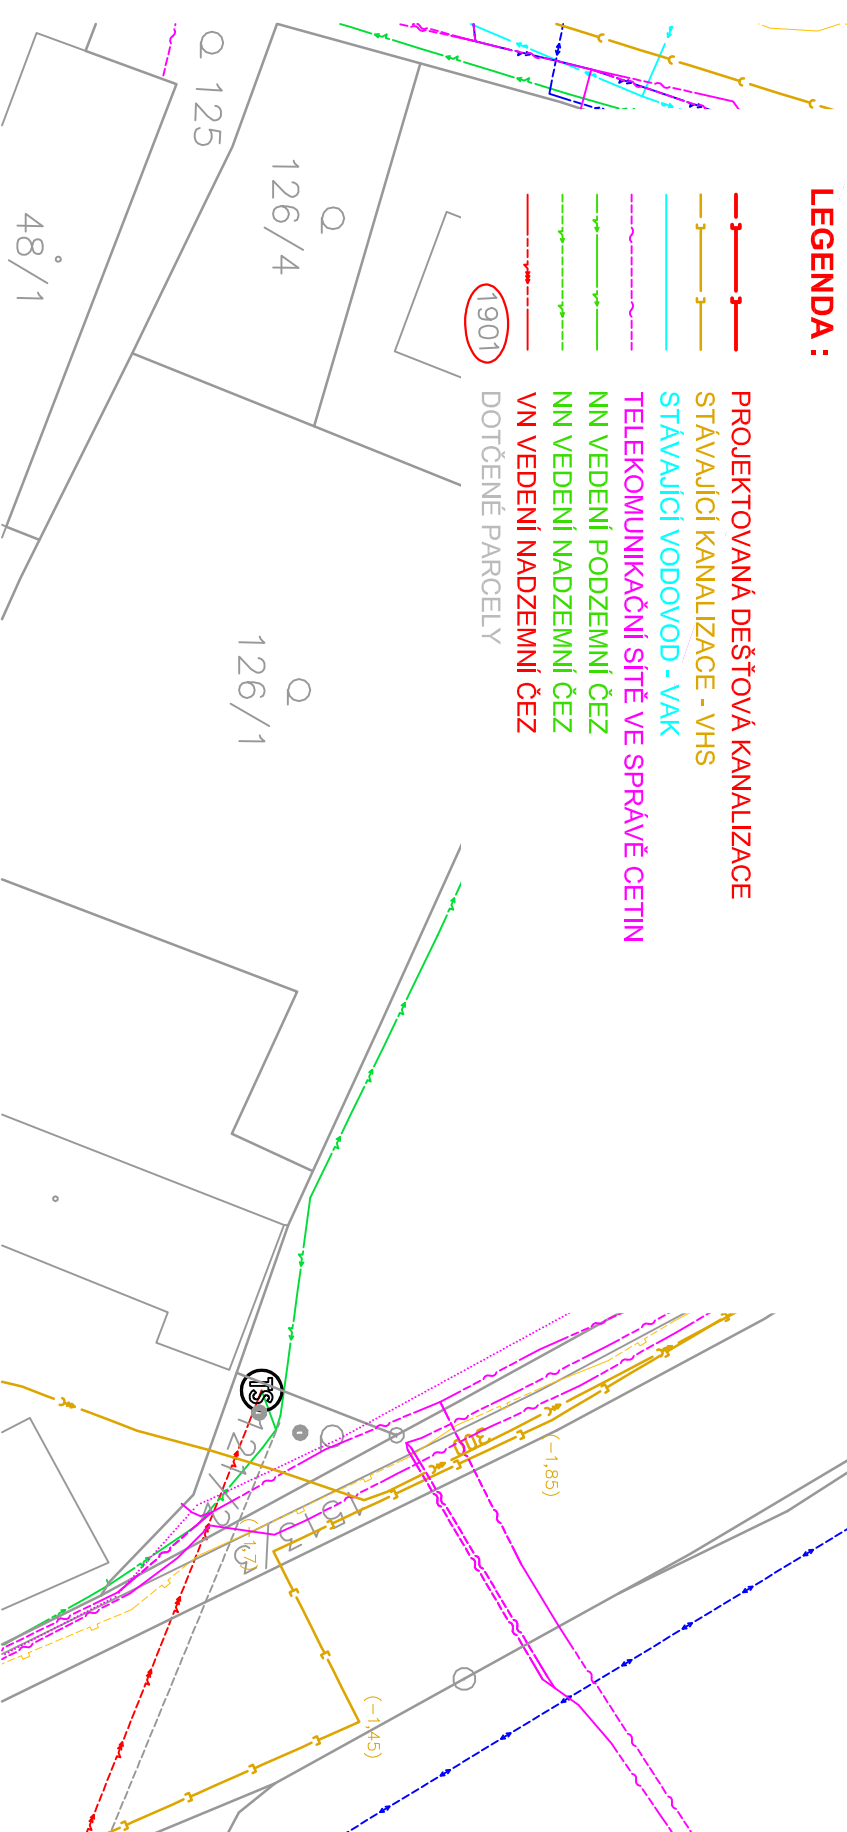 LEGENDA :
PROJEKTOVANÁ DEŠŤOVÁ KANALIZACE
STÁVAJÍCÍ KANALIZACE - VHS
STÁVAJÍCÍ VODOVOD - VAK
TELEKOMUNIKAČNÍ SÍTĚ VE SPRÁVĚ CETIN
NN VEDENÍ PODZEMNÍ ČEZ
NN VEDENÍ NADZEMNÍ ČEZ
VN VEDENÍ NADZEMNÍ ČEZ
1901 DOTČENÉ PARCELY
125
126/4
48/1
126/1
TS
300
(-1,85)
(-1,45)